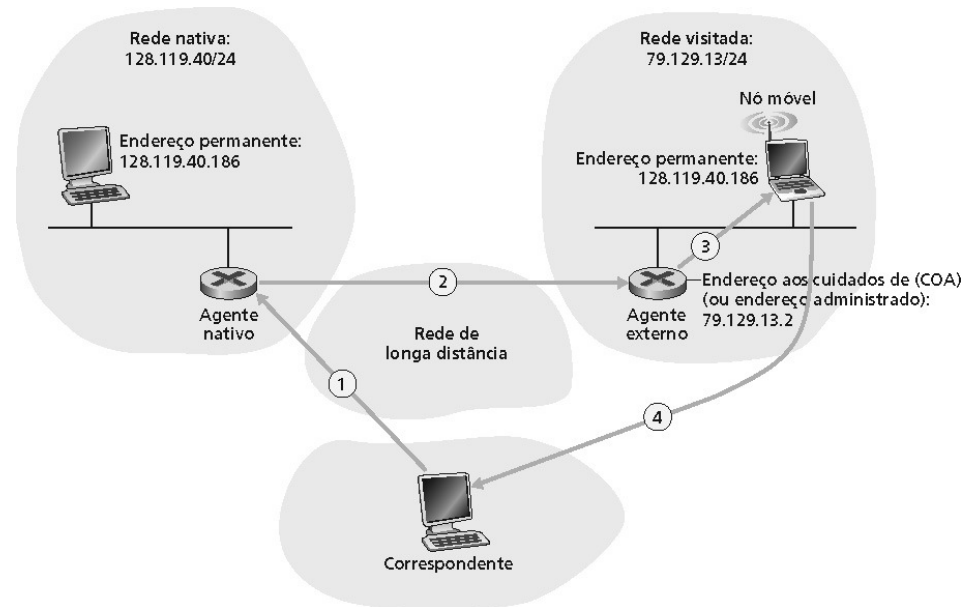 Rede nativa:
128.119.40/24
Rede visitada:
79.129.13/24
Nó móvel
Endereço permanente:
128.119.40.186
Endereço permanente:
128.119.40.186
3
2
Endereço aos cuidados de (COA)
(ou endereço administrado):
79.129.13.2
Agente
nativo
Agente
externo
Rede de
longa distância
1
4
Correspondente